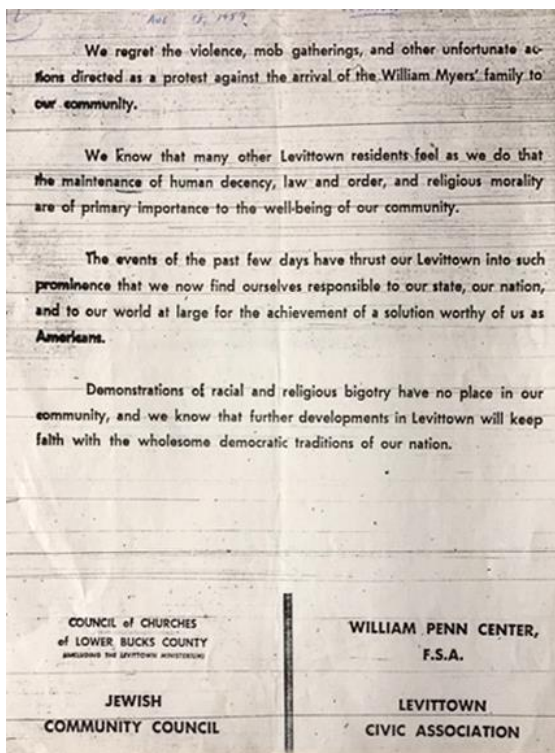 Aug 15, 1957
We regret the violence, mob gatherings, and other unfortunate ac-
tions directed as a protest against the arrival of the William Myers' family to
our community.
We know that many other Levittown residents feel as we do that
the maintenance of human decency, law and order, and religious morality
are of primary importance to the well-being of our community.
The events of the past few days have thrust our Levittown into such
prominence that we now find ourselves responsible to our state, our nation,
and to our world at large for the achievement of a solution worthy of us as
Americans.
Demonstrations of racial and religious bigotry have no place in our
community, and we know that further developments in Levittown will keep
faith with the wholesome democratic traditions of our nation.
COUNCIL of CHURCHES
of LOWER BUCKS COUNTY
(INCLUDING THE LEVITTOWN MINISTERIUM)
JEWISH
COMMUNITY COUNCIL
WILLIAM PENN CENTER,
F.S.A.
LEVITTOWN
CIVIC ASSOCIATION